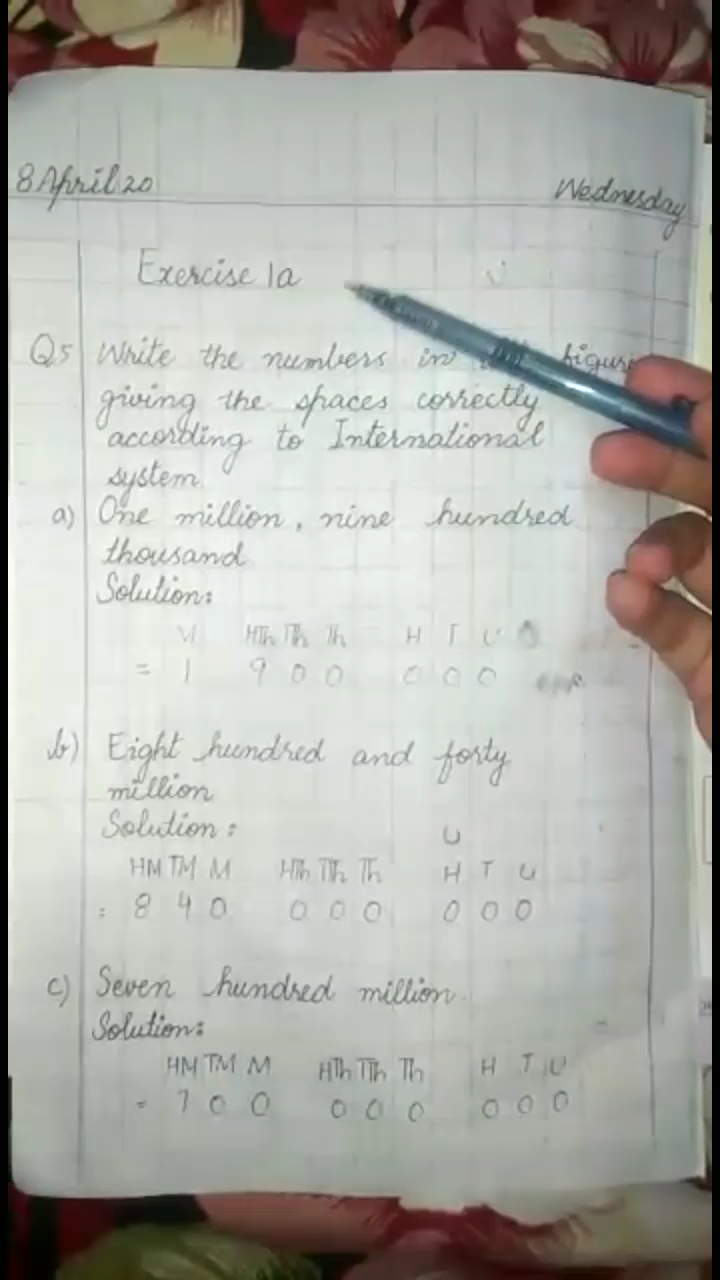 8 April 20 Wednesday
Exercise 1a
Q5 Write the numbers in figures
giving the spaces correctly
according to International
system.
a) One million, nine hundred
thousand
Solution:
M HTh TTh Th H T U
= 1 9 0 0 0 0 0
b) Eight hundred and forty
million
Solution:
U
HM TM M HTh TTh Th H T U
= 8 4 0 0 0 0 0 0 0
c) Seven hundred million.
Solution:
HM TM M HTh TTh Th H T U
= 7 0 0 0 0 0 0 0 0